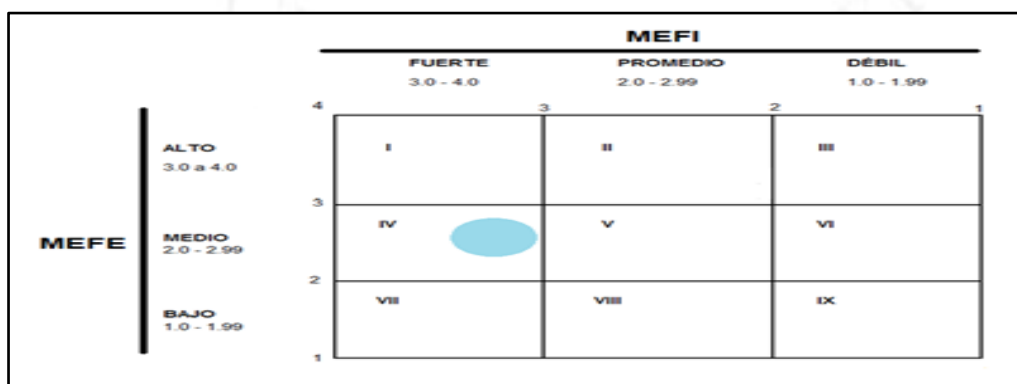 MEFI
FUERTE PROMEDIO DÉBIL
3.0 - 4.0 2.0 - 2.99 1.0 - 1.99
4 3 2 1
ALTO I II III
3.0 a 4.0
3
MEFE
MEDIO IV V VI
2.0 - 2.99
2
BAJO VII VIII IX
1.0 - 1.99
1